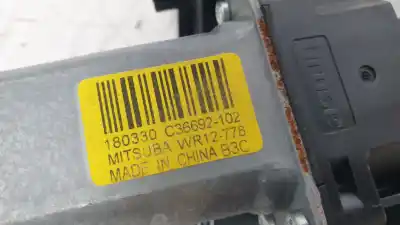 180330 C36692-102
MITSUBA WR12-778
MADE IN CHINA B3C